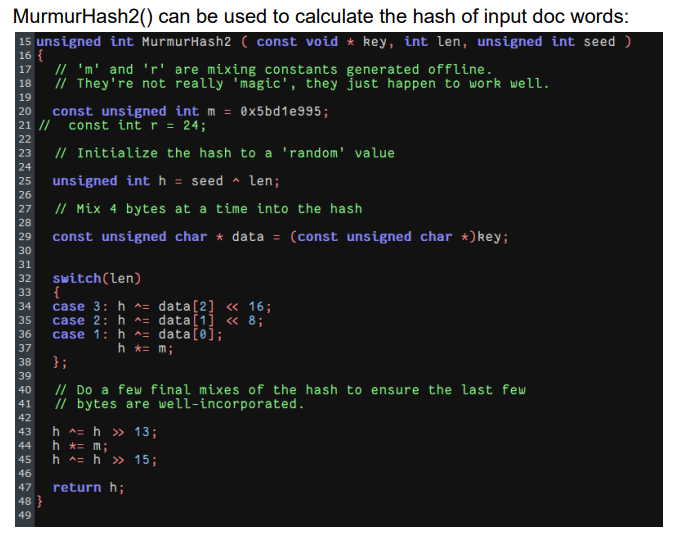 MurmurHash2() can be used to calculate the hash of input doc words:
15 unsigned int MurmurHash2 ( const void * key, int len, unsigned int seed )
16 {
17   // 'm' and 'r' are mixing constants generated offline.
18   // They're not really 'magic', they just happen to work well.
19
20   const unsigned int m = 0x5bd1e995;
21 //  const int r = 24;
22
23   // Initialize the hash to a 'random' value
24
25   unsigned int h = seed ^ len;
26
27   // Mix 4 bytes at a time into the hash
28
29   const unsigned char * data = (const unsigned char *)key;
30
31
32   switch(len)
33   {
34   case 3: h ^= data[2] << 16;
35   case 2: h ^= data[1] << 8;
36   case 1: h ^= data[0];
37           h *= m;
38   };
39
40   // Do a few final mixes of the hash to ensure the last few
41   // bytes are well-incorporated.
42
43   h ^= h >> 13;
44   h *= m;
45   h ^= h >> 15;
46
47   return h;
48 }
49